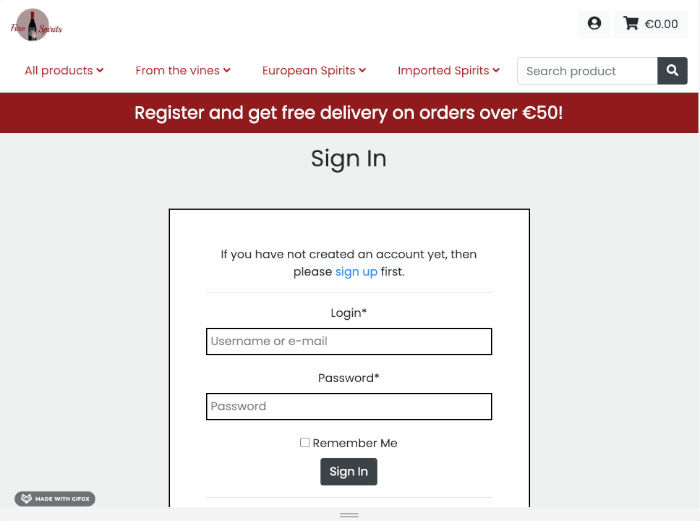 Fine Spirits
€0.00
All products
From the vines
European Spirits
Imported Spirits
Search product
Register and get free delivery on orders over €50!
Sign In
If you have not created an account yet, then
please sign up first.
Login*
Username or e-mail
Password*
Password
Remember Me
Sign In
MADE WITH GIFOX